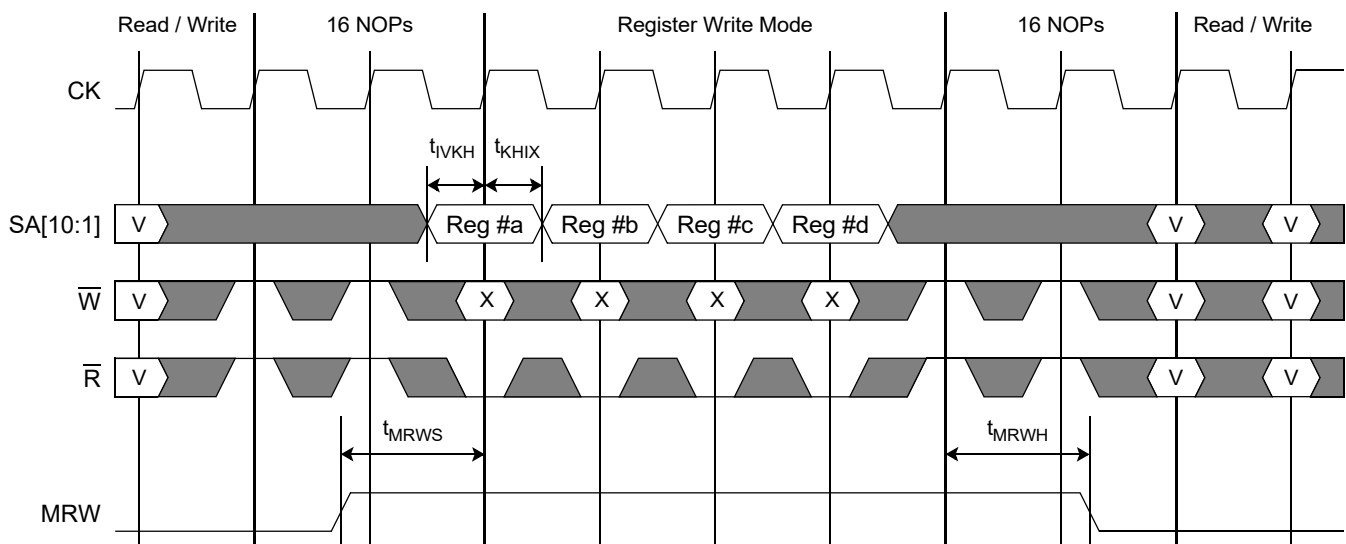 Read / Write 16 NOPs Register Write Mode 16 NOPs Read / Write
CK
tIVKH tKHIX
SA[10:1] V Reg #a Reg #b Reg #c Reg #d V V
W V X X X X V V
R V V V
tMRWS tMRWH
MRW